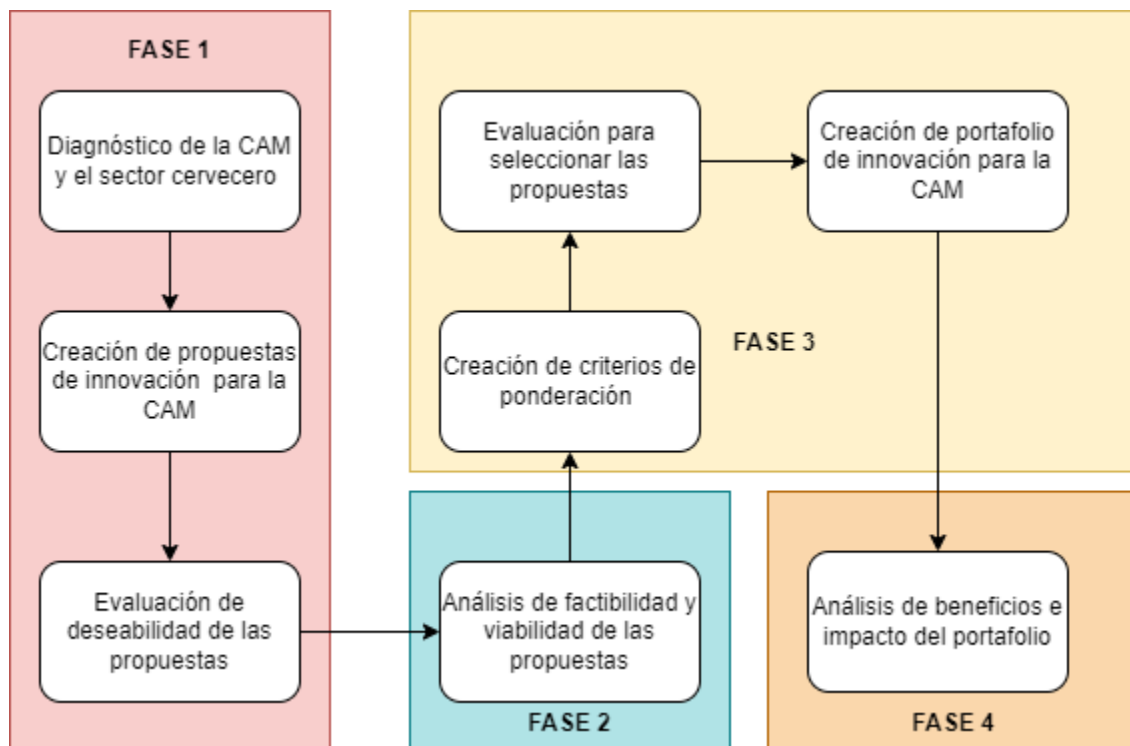 FASE 1
Diagnóstico de la CAM
y el sector cervecero
Creación de propuestas
de innovación para la
CAM
Evaluación de
deseabilidad de las
propuestas
Análisis de factibilidad y
viabilidad de las
propuestas
FASE 2
Creación de criterios de
ponderación
FASE 3
Evaluación para
seleccionar las
propuestas
Creación de portafolio
de innovación para la
CAM
Análisis de beneficios e
impacto del portafolio
FASE 4